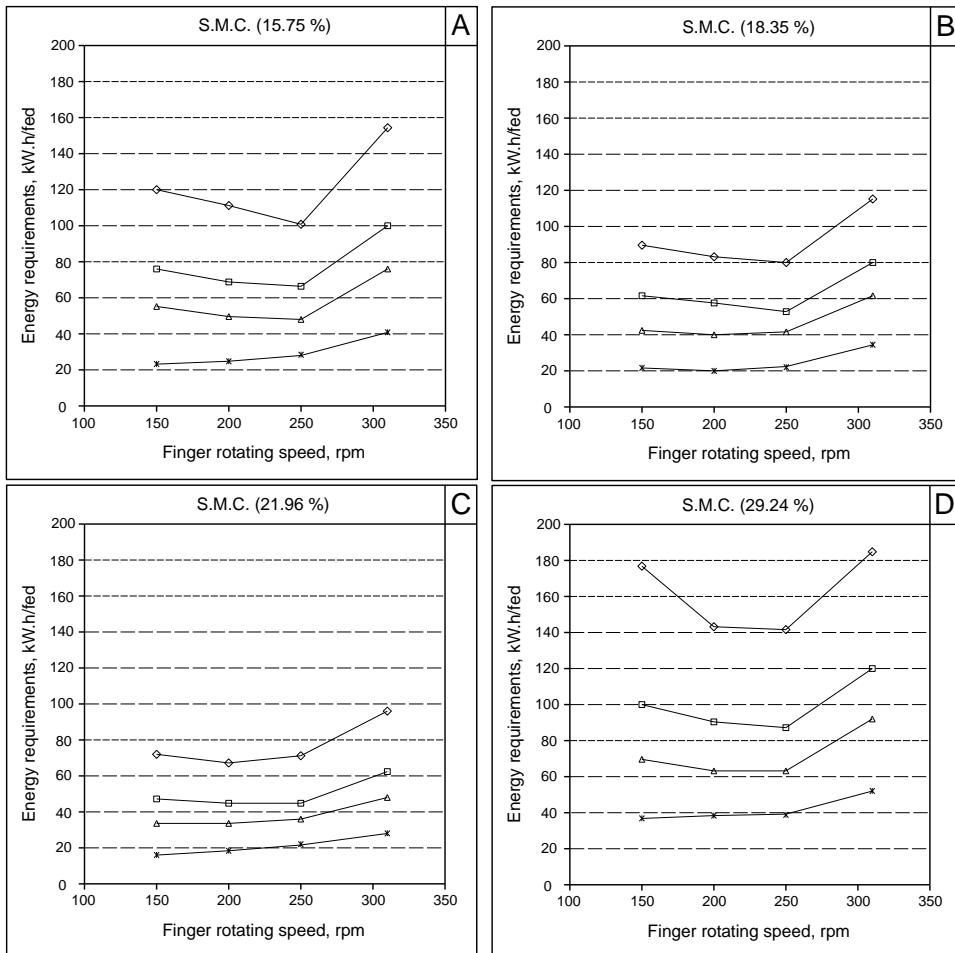 S.M.C. (15.75 %)
A
Energy requirements, kW.h/fed
200
180
160
140
120
100
80
60
40
20
0
100 150 200 250 300 350
Finger rotating speed, rpm
S.M.C. (18.35 %)
B
Energy requirements, kW.h/fed
200
180
160
140
120
100
80
60
40
20
0
100 150 200 250 300 350
Finger rotating speed, rpm
S.M.C. (21.96 %)
C
Energy requirements, kW.h/fed
200
180
160
140
120
100
80
60
40
20
0
100 150 200 250 300 350
Finger rotating speed, rpm
S.M.C. (29.24 %)
D
Energy requirements, kW.h/fed
200
180
160
140
120
100
80
60
40
20
0
100 150 200 250 300 350
Finger rotating speed, rpm